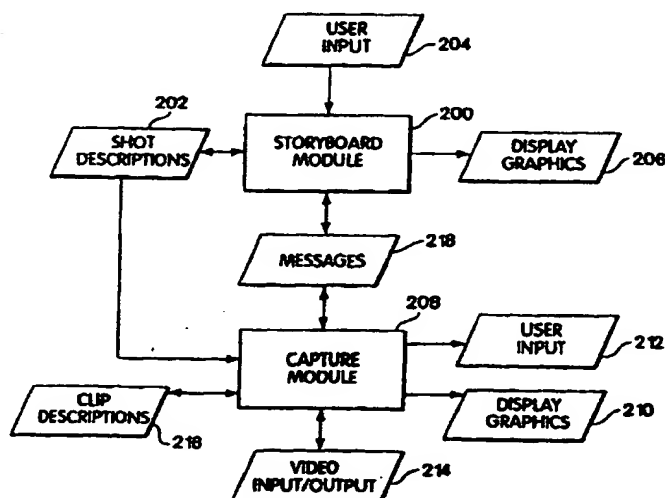 USER
INPUT
204
202
200
SHOT
DESCRIPTIONS
STORYBOARD
MODULE
DISPLAY
GRAPHICS
206
MESSAGES
218
208
CAPTURE
MODULE
USER
INPUT
212
CLIP
DESCRIPTIONS
216
DISPLAY
GRAPHICS
210
VIDEO
INPUT/OUTPUT
214